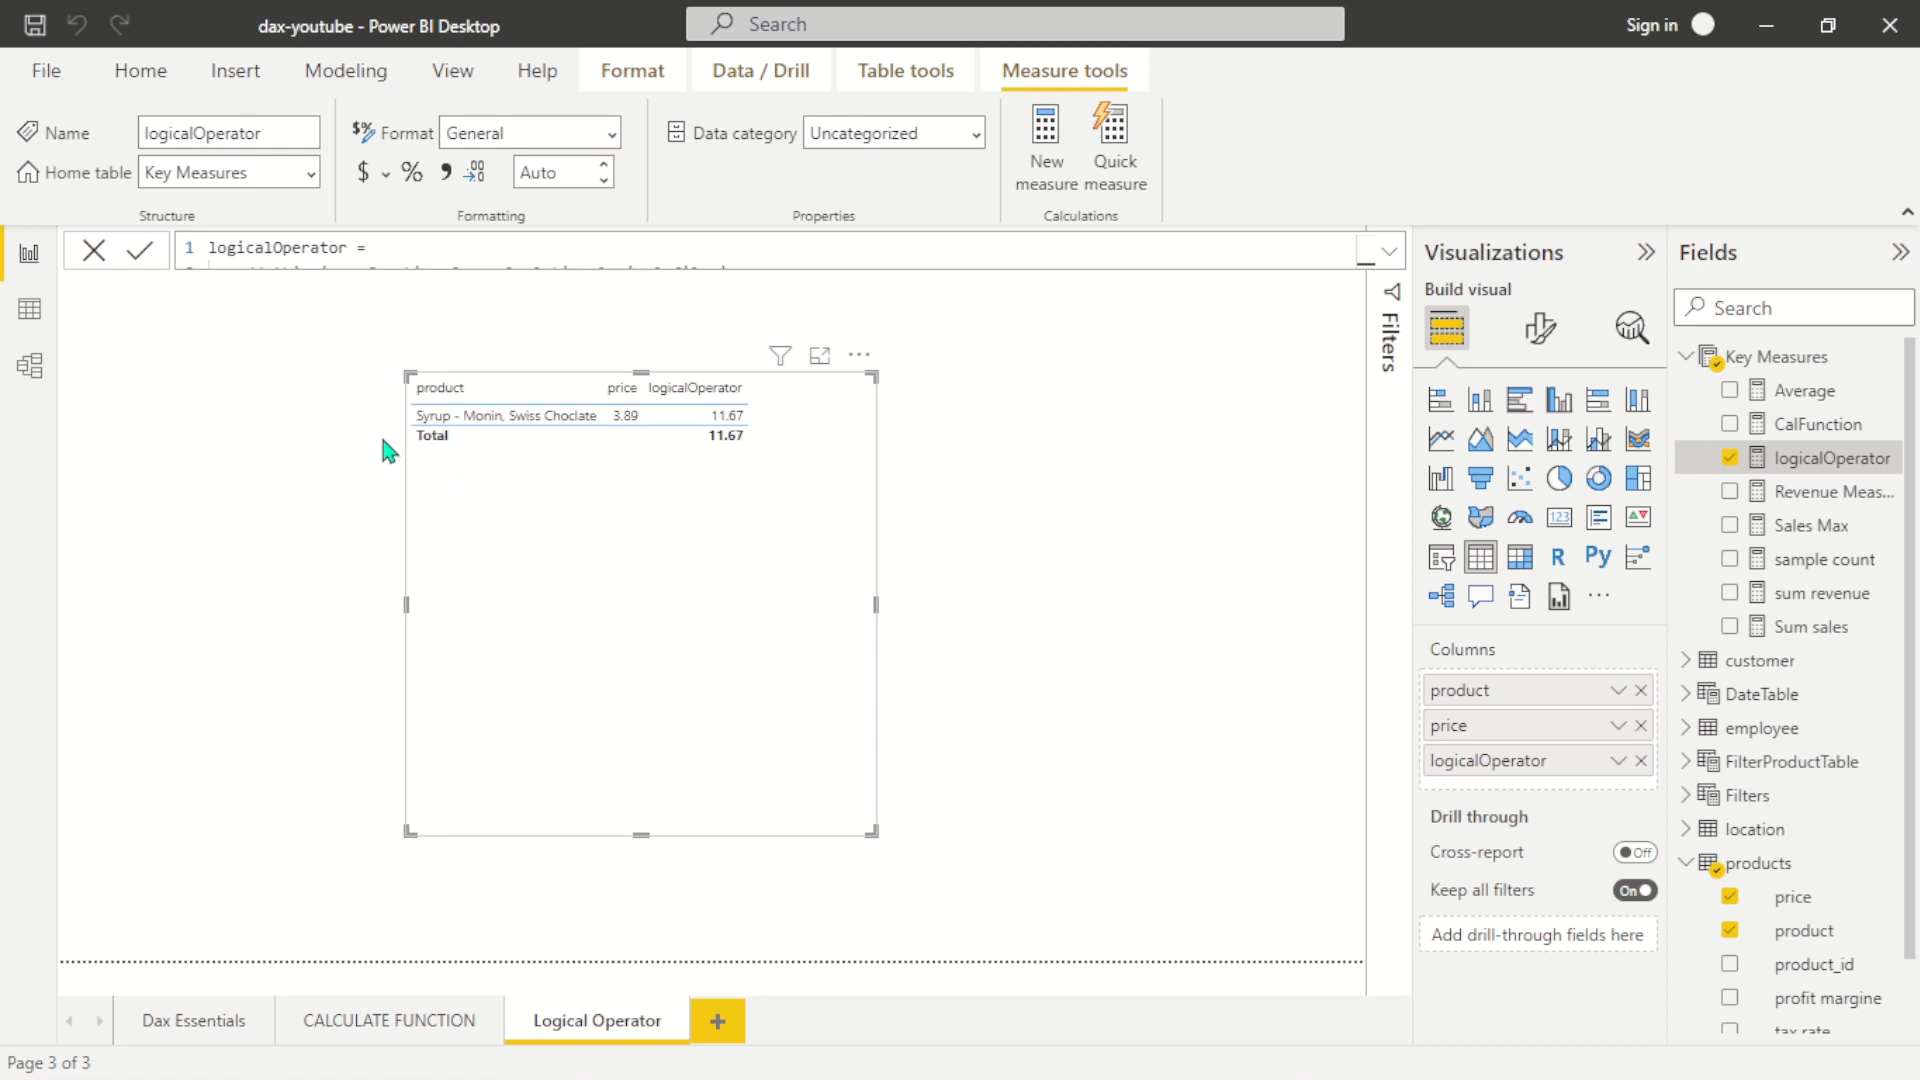 dax-youtube - Power BI Desktop
Search
Sign in
File Home Insert Modeling View Help Format Data / Drill Table tools Measure tools
Name logicalOperator
Home table Key Measures
Structure
$% Format General
$ % , Auto
Formatting
Data category Uncategorized
Properties
New measure
Quick measure
Calculations
1 logicalOperator =
product price logicalOperator
Syrup - Monin, Swiss Choclate 3.89 11.67
Total 11.67
Filters
Visualizations
Build visual
123
R
Py
Columns
product
price
logicalOperator
Drill through
Cross-report Off
Keep all filters On
Add drill-through fields here
Fields
Search
Key Measures
Average
CalFunction
logicalOperator
Revenue Meas...
Sales Max
sample count
sum revenue
Sum sales
customer
DateTable
employee
FilterProductTable
Filters
location
products
price
product
product_id
profit margine
tax rate
Dax Essentials
CALCULATE FUNCTION
Logical Operator
+
Page 3 of 3